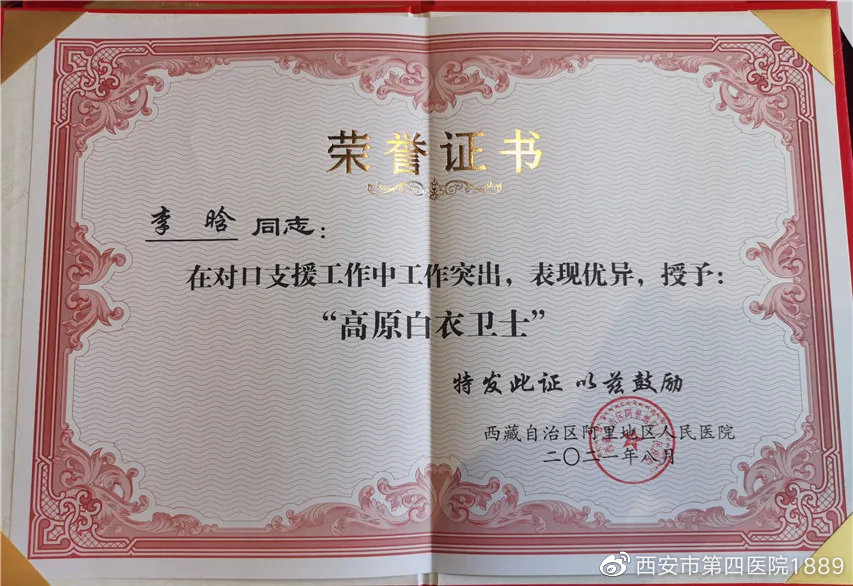 荣誉证书
李 晗 同志：
在对口支援工作中工作突出，表现优异，授予：
“高原白衣卫士”
特发此证 以兹鼓励
西藏自治区阿里地区人民医院
二〇二一年八月
西安市第四医院1889